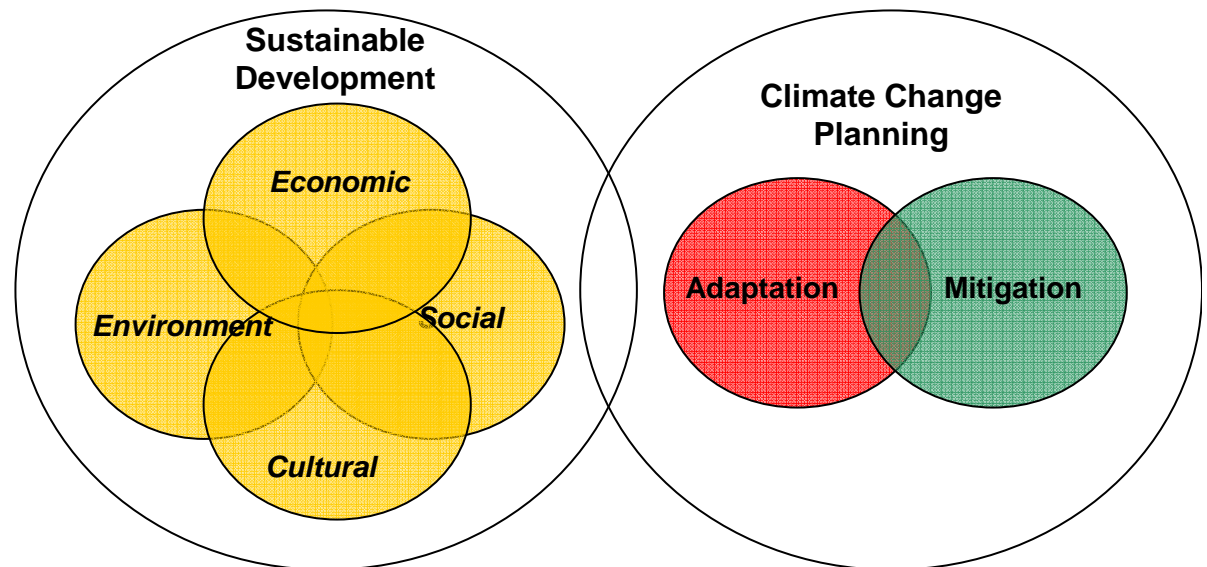 Sustainable
Development
Economic
Environment
Social
Cultural
Climate Change
Planning
Adaptation
Mitigation